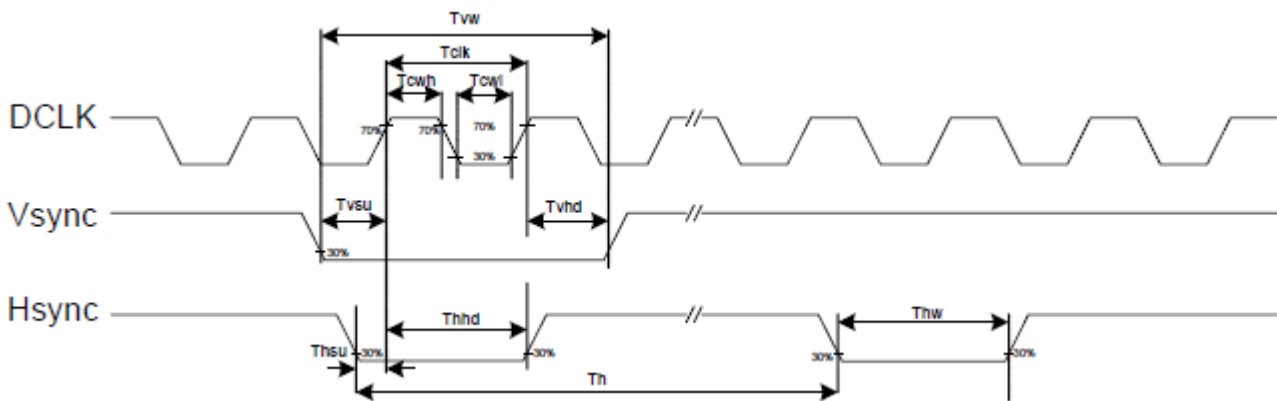 Tvw
Tclk
Tcwh Tcwl
DCLK 70% 70% 70%
30%
Vsync Tvsu Tvhd
30%
Hsync Thhd Thw
Thsu 30% 30% 30% 30%
Th